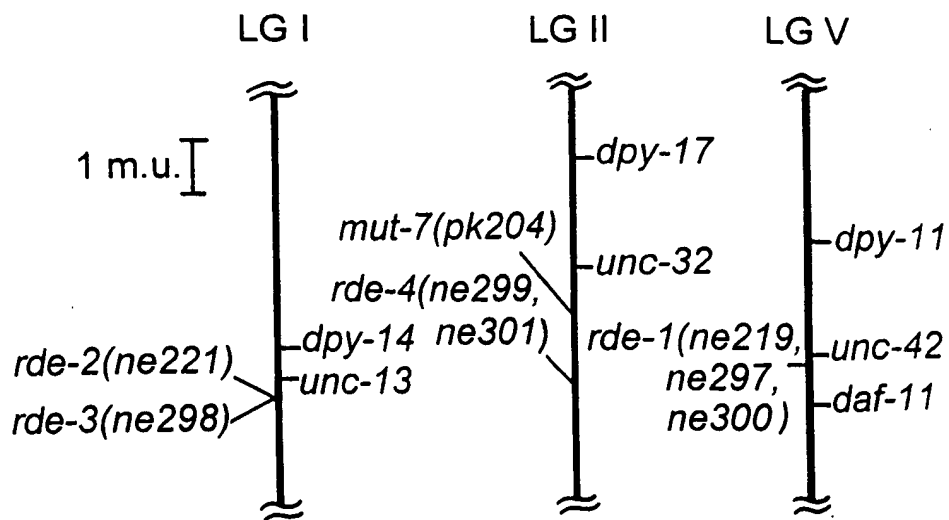 LG I
LG II
LG V
1 m.u.
dpy-17
mut-7(pk204)
dpy-11
unc-32
rde-4(ne299,
ne301)
dpy-14
rde-1(ne219,
ne297,
ne300)
unc-42
rde-2(ne221)
unc-13
daf-11
rde-3(ne298)